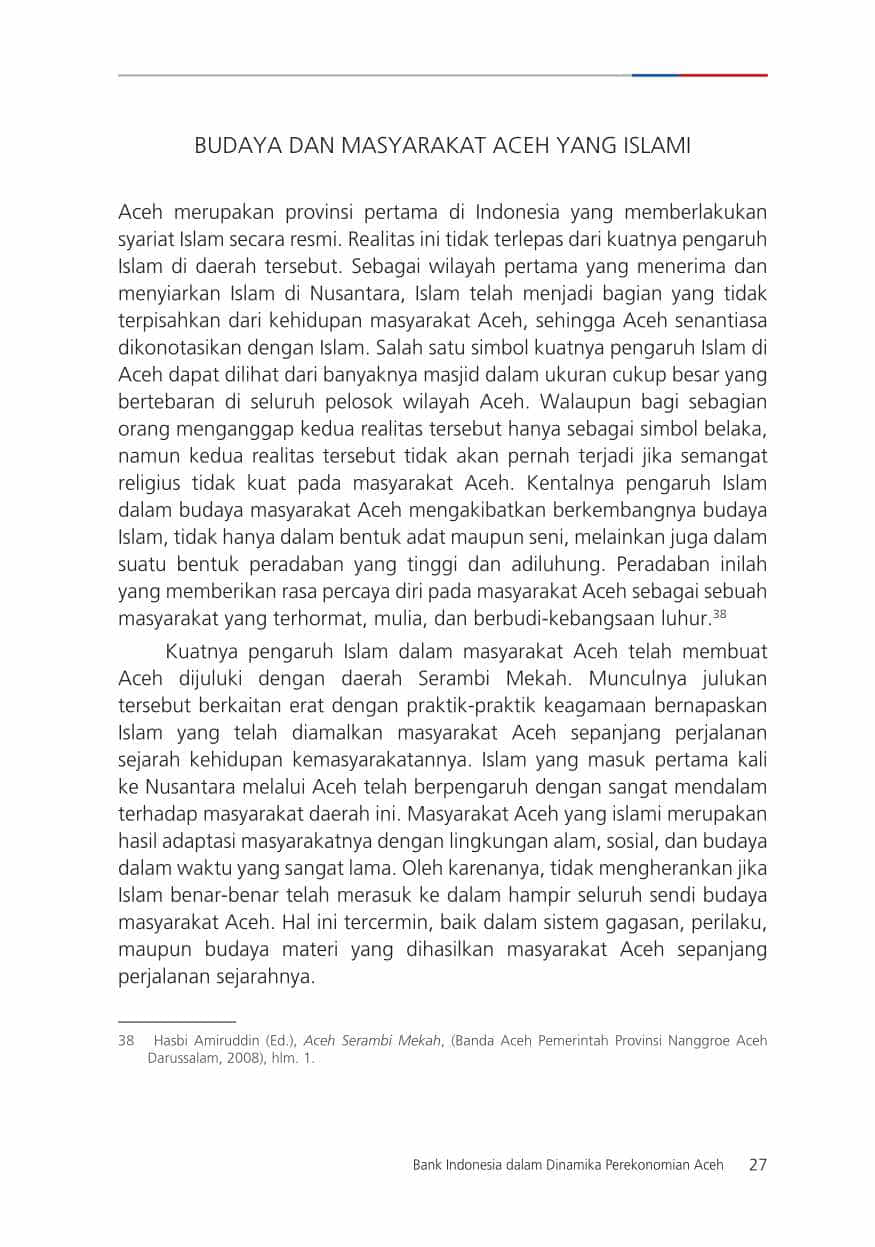 BUDAYA DAN MASYARAKAT ACEH YANG ISLAMI
Aceh merupakan provinsi pertama di Indonesia yang memberlakukan
syariat Islam secara resmi. Realitas ini tidak terlepas dari kuatnya pengaruh
Islam di daerah tersebut. Sebagai wilayah pertama yang menerima dan
menyiarkan Islam di Nusantara, Islam telah menjadi bagian yang tidak
terpisahkan dari kehidupan masyarakat Aceh, sehingga Aceh senantiasa
dikonotasikan dengan Islam. Salah satu simbol kuatnya pengaruh Islam di
Aceh dapat dilihat dari banyaknya masjid dalam ukuran cukup besar yang
bertebaran di seluruh pelosok wilayah Aceh. Walaupun bagi sebagian
orang menganggap kedua realitas tersebut hanya sebagai simbol belaka,
namun kedua realitas tersebut tidak akan pernah terjadi jika semangat
religius tidak kuat pada masyarakat Aceh. Kentalnya pengaruh Islam
dalam budaya masyarakat Aceh mengakibatkan berkembangnya budaya
Islam, tidak hanya dalam bentuk adat maupun seni, melainkan juga dalam
suatu bentuk peradaban yang tinggi dan adiluhung. Peradaban inilah
yang memberikan rasa percaya diri pada masyarakat Aceh sebagai sebuah
masyarakat yang terhormat, mulia, dan berbudi-kebangsaan luhur.38
Kuatnya pengaruh Islam dalam masyarakat Aceh telah membuat
Aceh dijuluki dengan daerah Serambi Mekah. Munculnya julukan
tersebut berkaitan erat dengan praktik-praktik keagamaan bernapaskan
Islam yang telah diamalkan masyarakat Aceh sepanjang perjalanan
sejarah kehidupan kemasyarakatannya. Islam yang masuk pertama kali
ke Nusantara melalui Aceh telah berpengaruh dengan sangat mendalam
terhadap masyarakat daerah ini. Masyarakat Aceh yang islami merupakan
hasil adaptasi masyarakatnya dengan lingkungan alam, sosial, dan budaya
dalam waktu yang sangat lama. Oleh karenanya, tidak mengherankan jika
Islam benar-benar telah merasuk ke dalam hampir seluruh sendi budaya
masyarakat Aceh. Hal ini tercermin, baik dalam sistem gagasan, perilaku,
maupun budaya materi yang dihasilkan masyarakat Aceh sepanjang
perjalanan sejarahnya.
38 Hasbi Amiruddin (Ed.), Aceh Serambi Mekah, (Banda Aceh Pemerintah Provinsi Nanggroe Aceh
Darussalam, 2008), hlm. 1.
Bank Indonesia dalam Dinamika Perekonomian Aceh 27